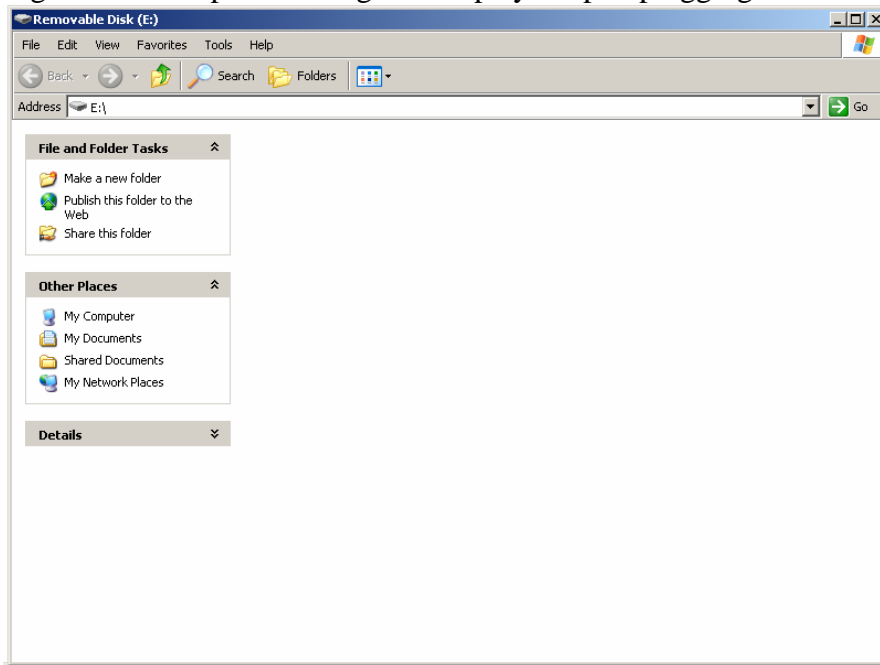 Removable Disk (E:)
File Edit View Favorites Tools Help
Back Search Folders
Address E:\ Go
File and Folder Tasks
Make a new folder
Publish this folder to the
Web
Share this folder
Other Places
My Computer
My Documents
Shared Documents
My Network Places
Details